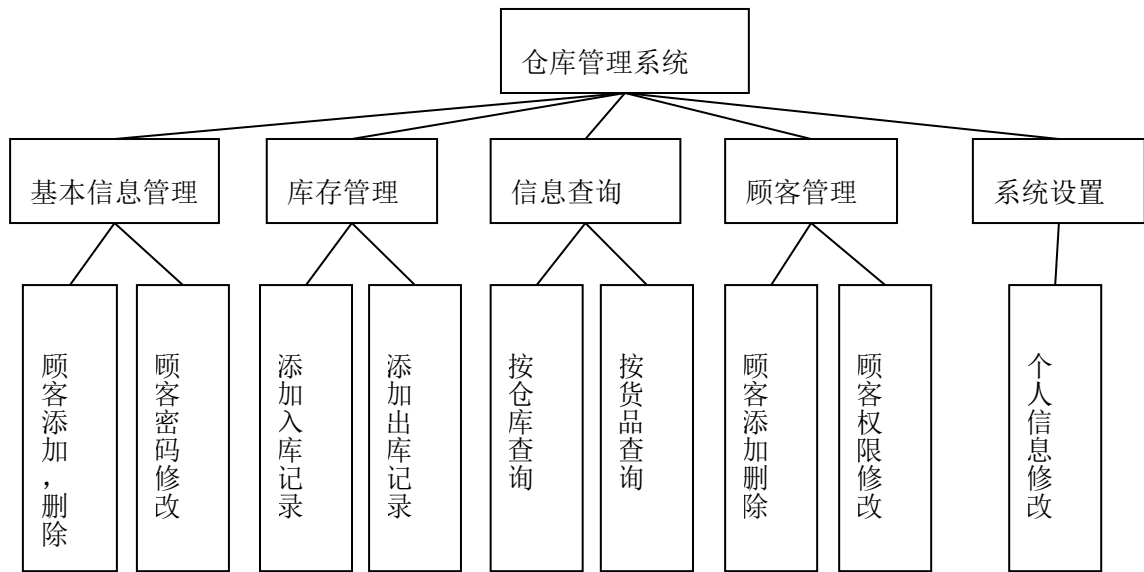 仓库管理系统
基本信息管理
库存管理
信息查询
顾客管理
系统设置
顾客添加，删除
顾客密码修改
添加入库记录
添加出库记录
按仓库查询
按货品查询
顾客添加删除
顾客权限修改
个人信息修改